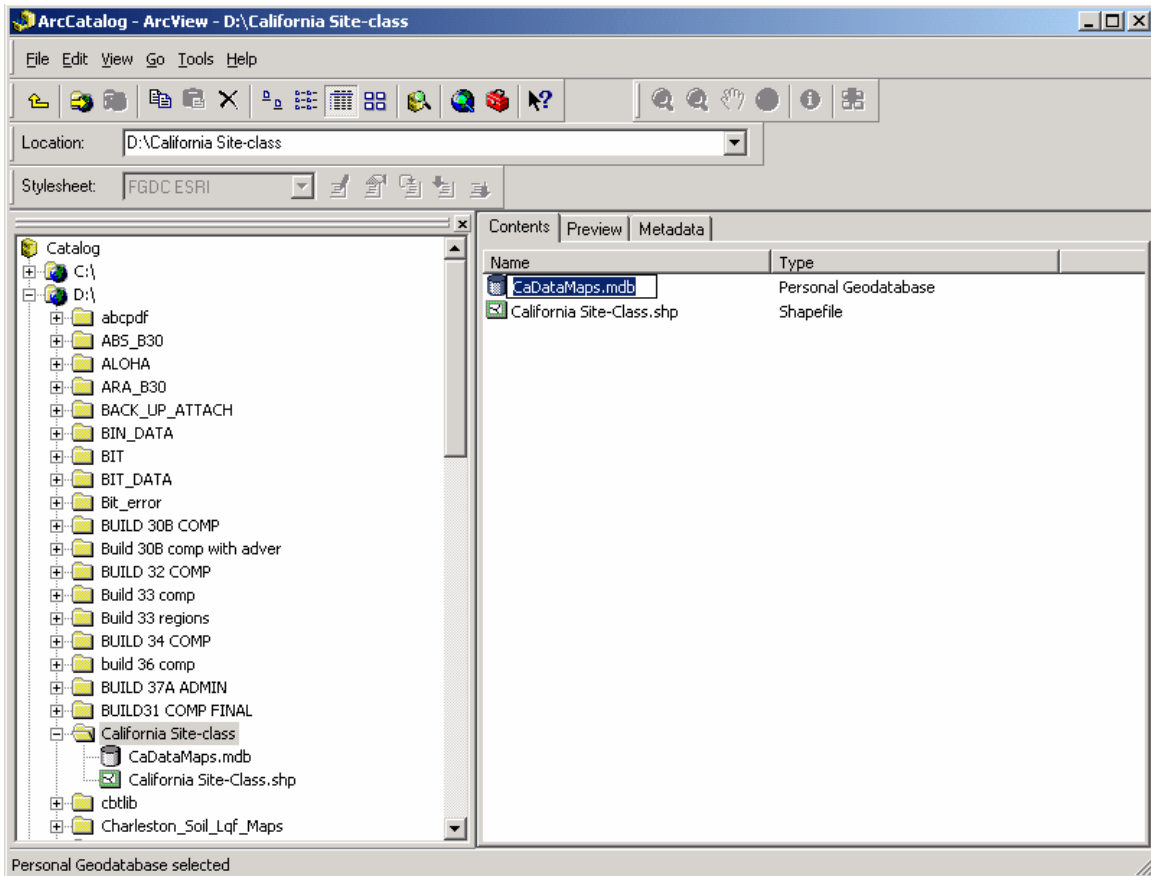 ArcCatalog - ArcView - D:\California Site-class
File Edit View Go Tools Help
Location: D:\California Site-class
Stylesheet: FGDC ESRI
Catalog
C:\
D:\
abcpdf
ABS_B30
ALOHA
ARA_B30
BACK_UP_ATTACH
BIN_DATA
BIT
BIT_DATA
Bit_error
BUILD 30B COMP
Build 30B comp with adver
BUILD 32 COMP
Build 33 comp
Build 33 regions
BUILD 34 COMP
build 36 comp
BUILD 37A ADMIN
BUILD31 COMP FINAL
California Site-class
CaDataMaps.mdb
California Site-Class.shp
cbtlib
Charleston_Soil_Lqf_Maps
Contents Preview Metadata
Name Type
CaDataMaps.mdb Personal Geodatabase
California Site-Class.shp Shapefile
Personal Geodatabase selected